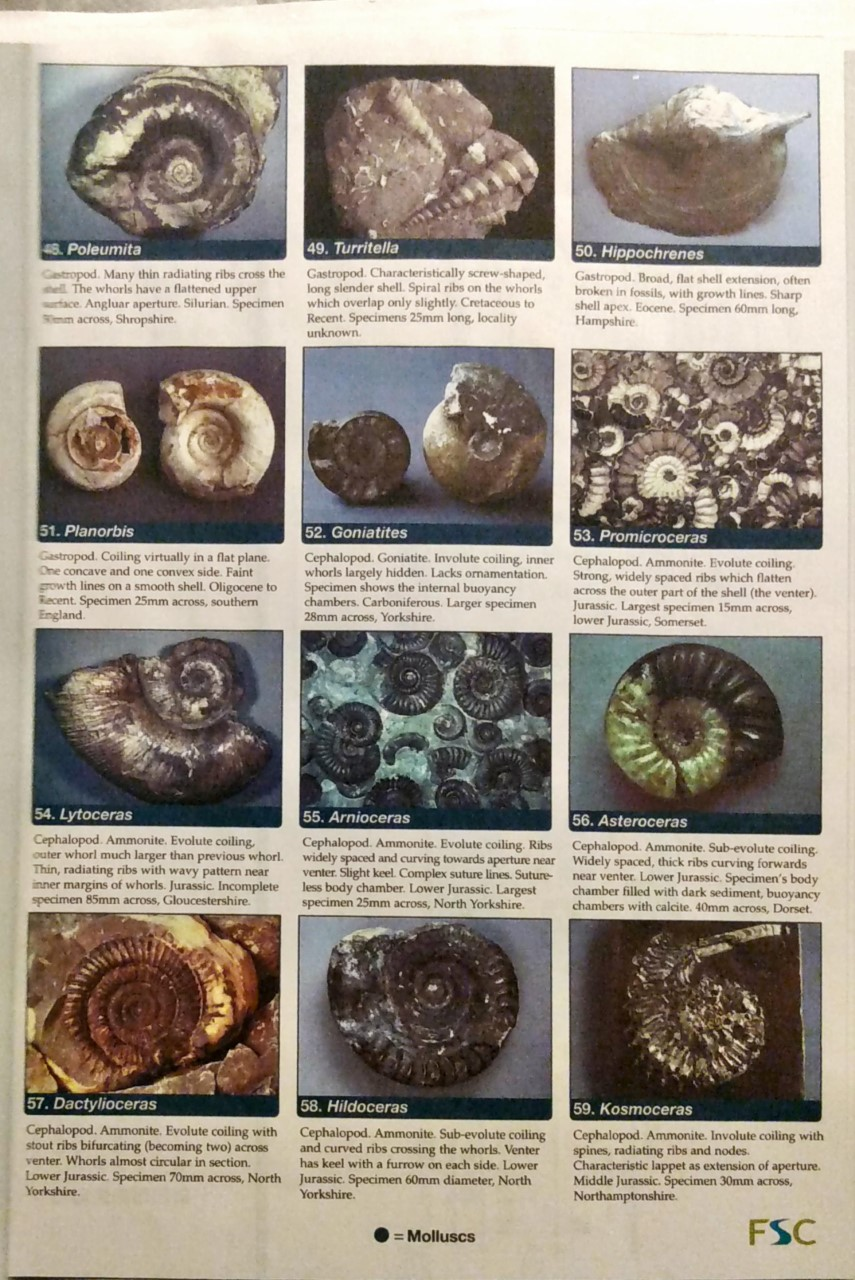 48. Poleumita
Gastropod. Many thin radiating ribs cross the
shell. The whorls have a flattened upper
surface. Angluar aperture. Silurian. Specimen
across, Shropshire.
49. Turritella
Gastropod. Characteristically screw-shaped,
long slender shell. Spiral ribs on the whorls
which overlap only slightly. Cretaceous to
Recent. Specimens 25mm long, locality
unknown.
50. Hippochrenes
Gastropod. Broad, flat shell extension, often
broken in fossils, with growth lines. Sharp
shell apex. Eocene. Specimen 60mm long,
Hampshire.
51. Planorbis
Gastropod. Coiling virtually in a flat plane.
One concave and one convex side. Faint
growth lines on a smooth shell. Oligocene to
Recent. Specimen 25mm across, southern
England.
52. Goniatites
Cephalopod. Goniatite. Involute coiling, inner
whorls largely hidden. Lacks ornamentation.
Specimen shows the internal buoyancy
chambers. Carboniferous. Larger specimen
28mm across, Yorkshire.
53. Promicroceras
Cephalopod. Ammonite. Evolute coiling.
Strong, widely spaced ribs which flatten
across the outer part of the shell (the venter).
Jurassic. Largest specimen 15mm across,
lower Jurassic, Somerset.
54. Lytoceras
Cephalopod. Ammonite. Evolute coiling,
outer whorl much larger than previous whorl.
Thin, radiating ribs with wavy pattern near
inner margins of whorls. Jurassic. Incomplete
specimen 85mm across, Gloucestershire.
55. Arnioceras
Cephalopod. Ammonite. Evolute coiling. Ribs
widely spaced and curving towards aperture near
venter. Slight keel. Complex suture lines. Suture-
less body chamber. Lower Jurassic. Largest
specimen 25mm across, North Yorkshire.
56. Asteroceras
Cephalopod. Ammonite. Sub-evolute coiling.
Widely spaced, thick ribs curving forwards
near venter. Lower Jurassic. Specimen's body
chamber filled with dark sediment, buoyancy
chambers with calcite. 40mm across, Dorset.
57. Dactylioceras
Cephalopod. Ammonite. Evolute coiling with
stout ribs bifurcating (becoming two) across
venter. Whorls almost circular in section.
Lower Jurassic. Specimen 70mm across, North
Yorkshire.
58. Hildoceras
Cephalopod. Ammonite. Sub-evolute coiling
and curved ribs crossing the whorls. Venter
has keel with a furrow on each side. Lower
Jurassic. Specimen 60mm diameter, North
Yorkshire.
59. Kosmoceras
Cephalopod. Ammonite. Involute coiling with
spines, radiating ribs and nodes.
Characteristic lappet as extension of aperture.
Middle Jurassic. Specimen 30mm across,
Northamptonshire.
= Molluscs
FSC